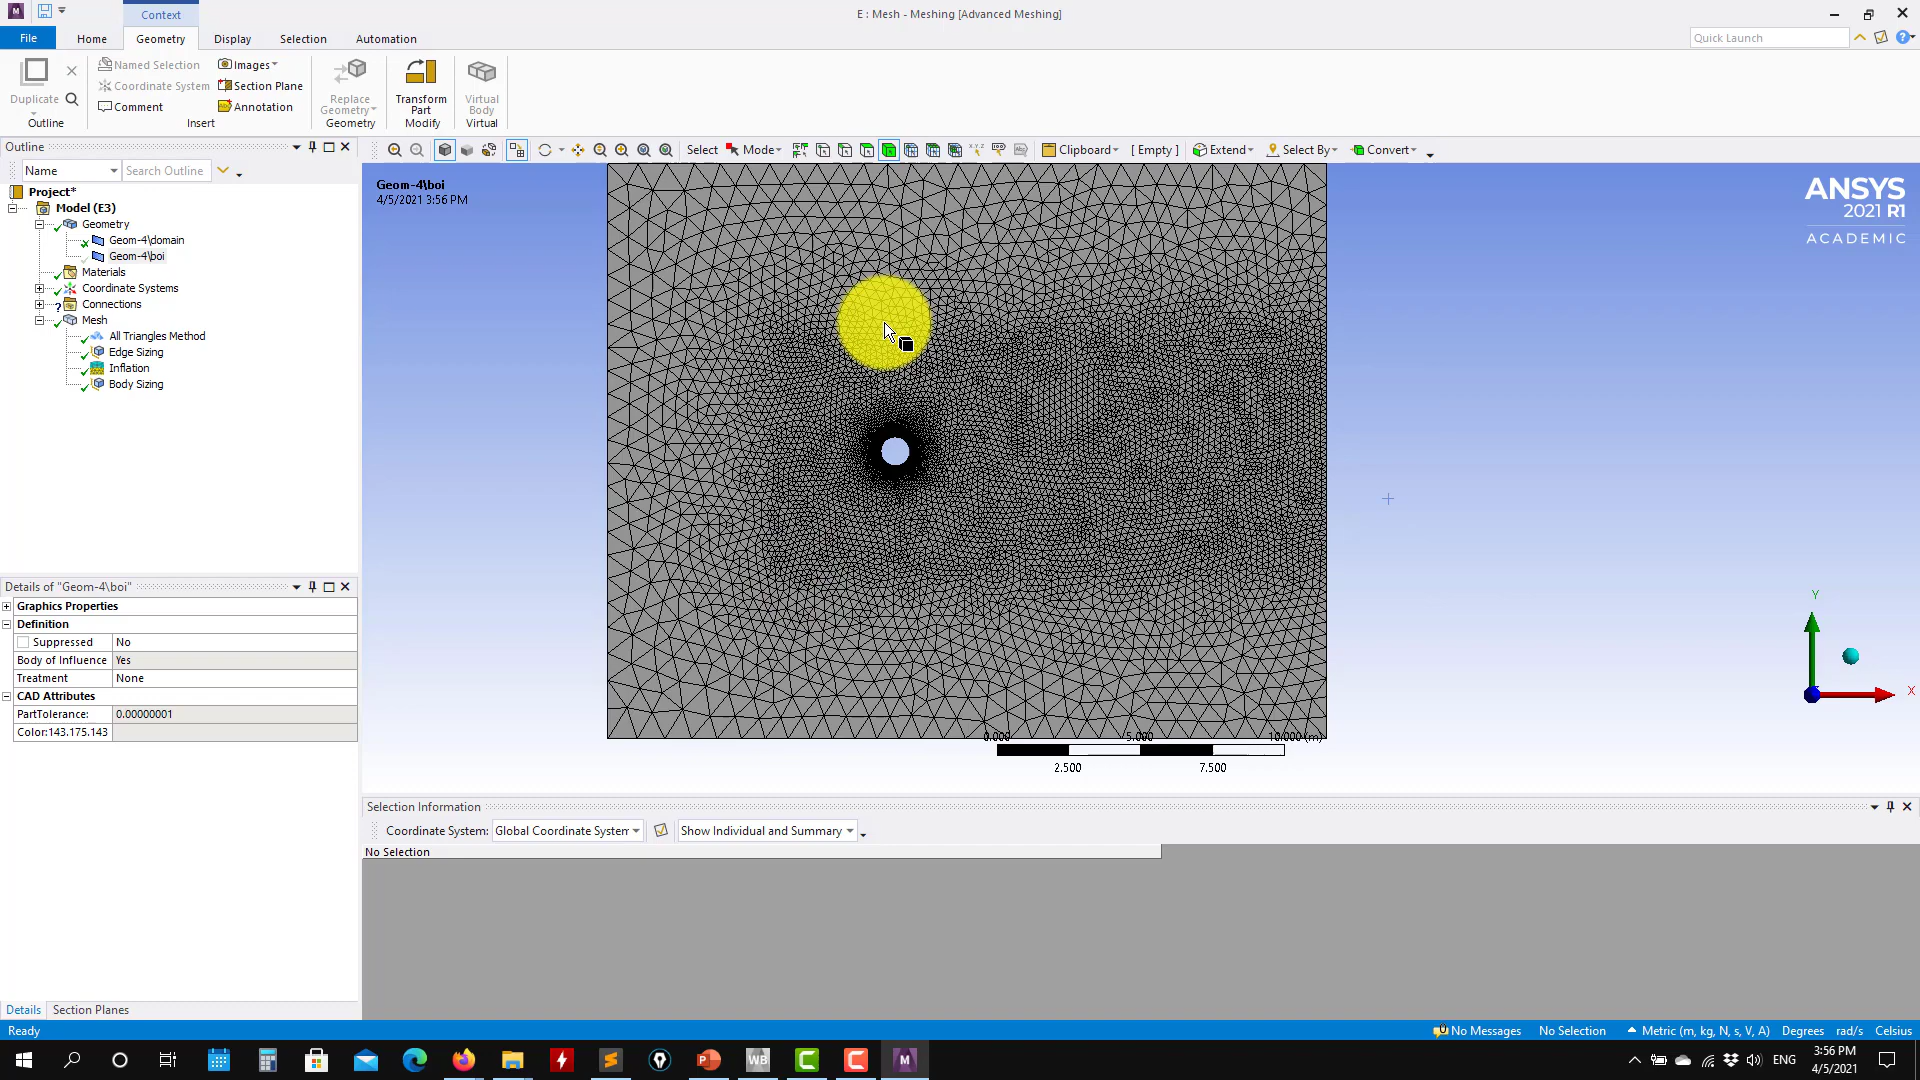 Context
E : Mesh - Meshing [Advanced Meshing]
File
Home
Geometry
Display
Selection
Automation
Quick Launch
Duplicate
Outline
Named Selection
Coordinate System
Comment
Images
Section Plane
Annotation
Insert
Replace
Geometry
Geometry
Transform
Part
Modify
Virtual
Body
Virtual
Outline
Name
Search Outline
Select
Mode
Clipboard
[ Empty ]
Extend
Select By
Convert
Project*
Model (E3)
Geometry
Geom-4\domain
Geom-4\boi
Materials
Coordinate Systems
Connections
Mesh
All Triangles Method
Edge Sizing
Inflation
Body Sizing
Geom-4\boi
4/5/2021 3:56 PM
ANSYS
2021 R1
ACADEMIC
Y
X
0.000
5.000
10.000 (m)
2.500
7.500
Details of "Geom-4\boi"
Graphics Properties
Definition
Suppressed No
Body of Influence Yes
Treatment None
CAD Attributes
PartTolerance: 0.00000001
Color:143.175.143
Details
Section Planes
Selection Information
Coordinate System:
Global Coordinate System
Show Individual and Summary
No Selection
Ready
No Messages
No Selection
Metric (m, kg, N, s, V, A)
Degrees
rad/s
Celsius
WB
M
ENG
3:56 PM
4/5/2021